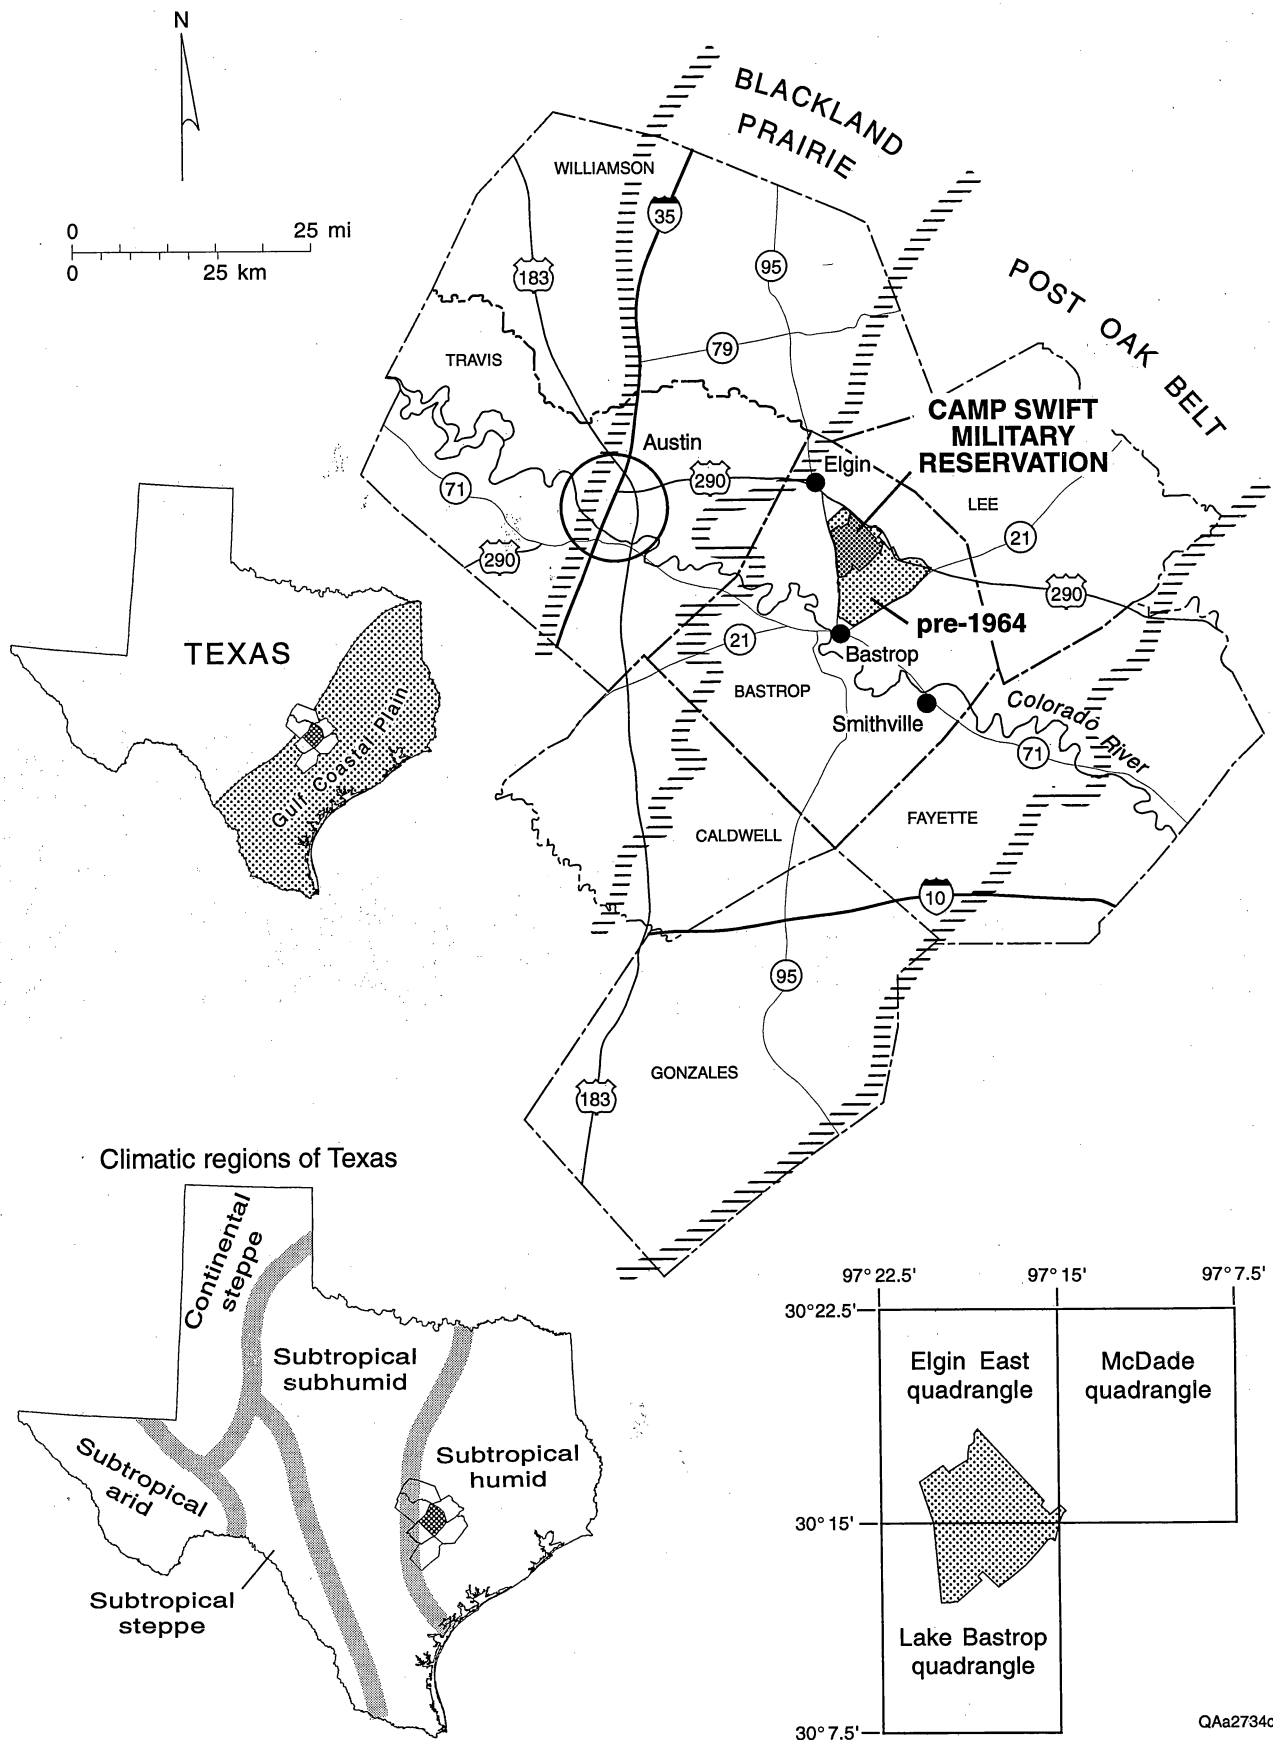 N
0 25 mi
0 25 km
BLACKLAND
PRAIRIE
POST OAK BELT
WILLIAMSON
35
183
95
79
TRAVIS
CAMP SWIFT
MILITARY
RESERVATION
Austin
Elgin
290
71
LEE
21
290
290
pre-1964
21
Bastrop
BASTROP
Smithville
Colorado River
71
CALDWELL
FAYETTE
10
95
GONZALES
183
TEXAS
Gulf Coastal Plain
Climatic regions of Texas
Continental
steppe
Subtropical
subhumid
Subtropical
humid
Subtropical
arid
Subtropical
steppe
97°22.5' 97°15' 97°7.5'
30°22.5'
Elgin East
quadrangle
McDade
quadrangle
30°15'
Lake Bastrop
quadrangle
30°7.5'
QAa2734c